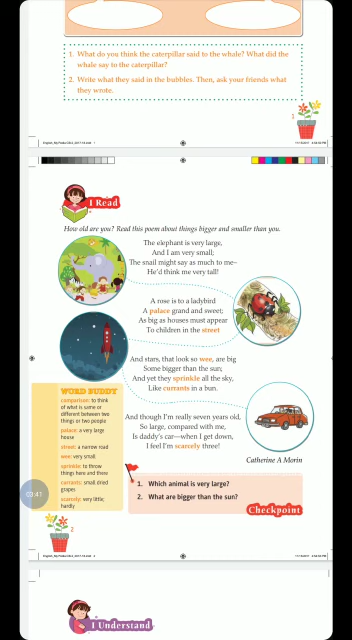 1. What do you think the caterpillar said to the whale? What did the
whale say to the caterpillar?
2. Write what they said in the bubbles. Then, ask your friends what
they wrote.
1
I Read
How old are you? Read this poem about things bigger and smaller than you.
The elephant is very large,
And I am very small;
The snail might say as much to me–
He'd think me very tall!
A rose is to a ladybird
A palace grand and sweet;
As big as houses must appear
To children in the street
And stars, that look so wee, are big
Some bigger than the sun,
And yet they sprinkle all the sky,
Like currants in a bun.
And though I'm really seven years old,
So large, compared with me,
Is daddy's car—when I get down,
I feel I'm scarcely three!
Catherine A Morin
WORD BUDDY
comparison: to think
of what is same or
different between two
things or two people
palace: a very large
house
street: a narrow road
wee: very small
sprinkle: to throw
things here and there
currants: small dried
grapes
scarcely: very little;
hardly
03:41
1. Which animal is very large?
2. What are bigger than the sun?
Checkpoint
2
I Understand